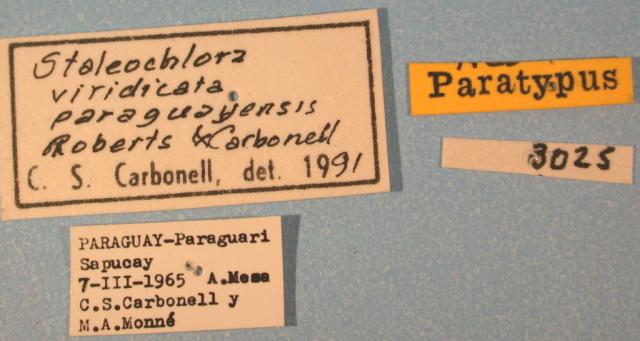 Staleochlora
viridicata
paraguayensis
Roberts & Carbonell
C. S. Carbonell, det. 1991
Paratypus
3025
PARAGUAY-Paraguari
Sapucay
7-III-1965 A.Mesa
C.S.Carbonell y
M.A.Monné